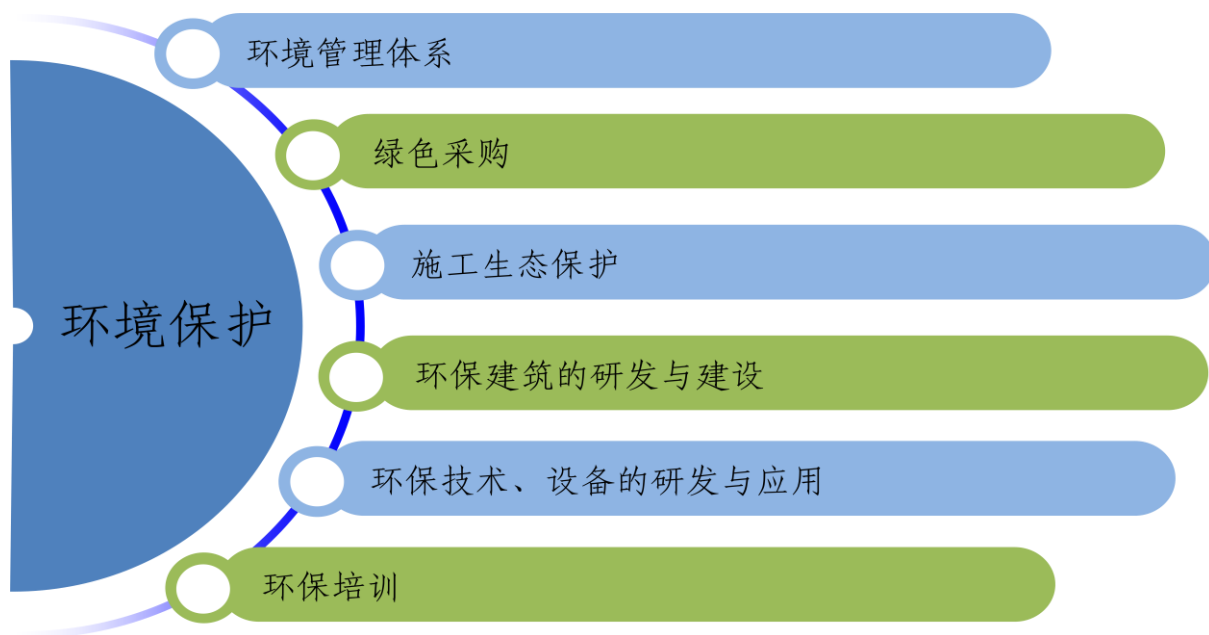 环境管理体系
绿色采购
施工生态保护
环境保护
环保建筑的研发与建设
环保技术、设备的研发与应用
环保培训